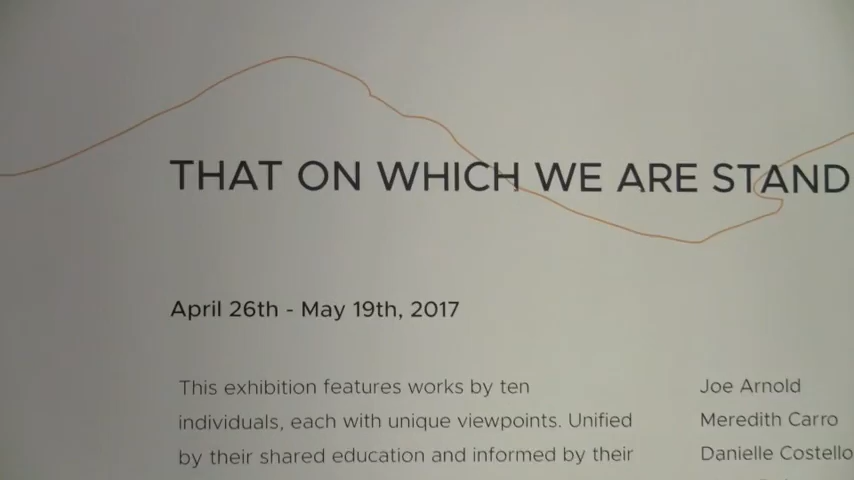 THAT ON WHICH WE ARE STAND
April 26th - May 19th, 2017
This exhibition features works by ten
individuals, each with unique viewpoints. Unified
by their shared education and informed by their
Joe Arnold
Meredith Carro
Danielle Costello